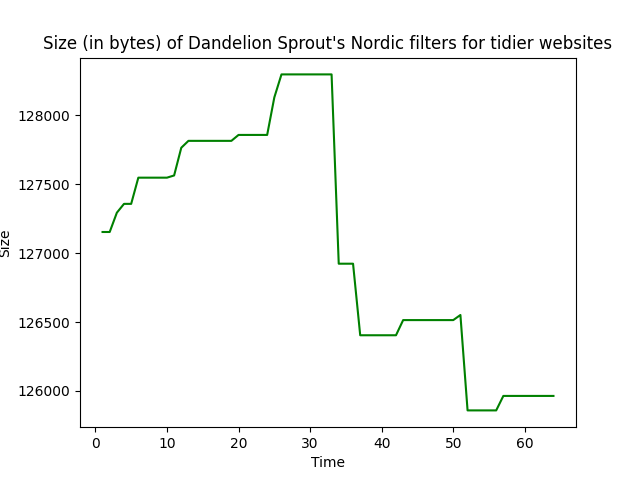 Size (in bytes) of Dandelion Sprout's Nordic filters for tidier websites
128000
127500
127000
126500
126000
Size
0 10 20 30 40 50 60
Time